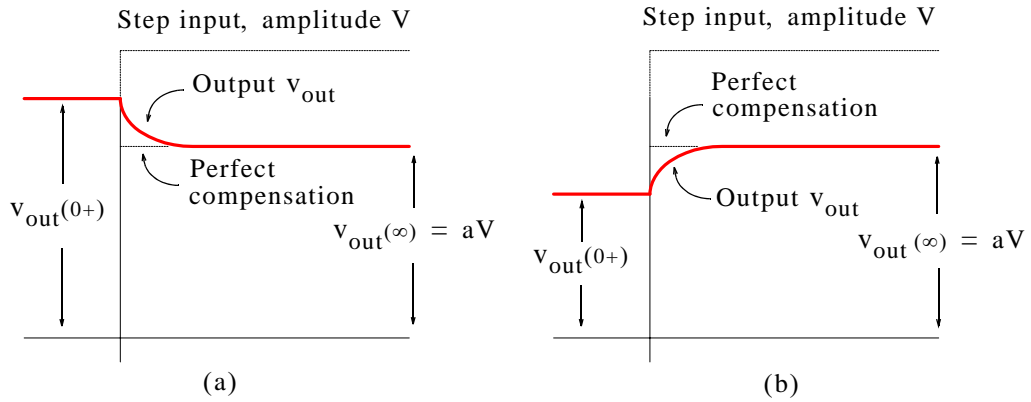 Step input, amplitude V
Output v_out
Perfect
compensation
v_out(0+)
v_out(∞) = aV
(a)
Step input, amplitude V
Perfect
compensation
Output v_out
v_out(0+)
v_out(∞) = aV
(b)